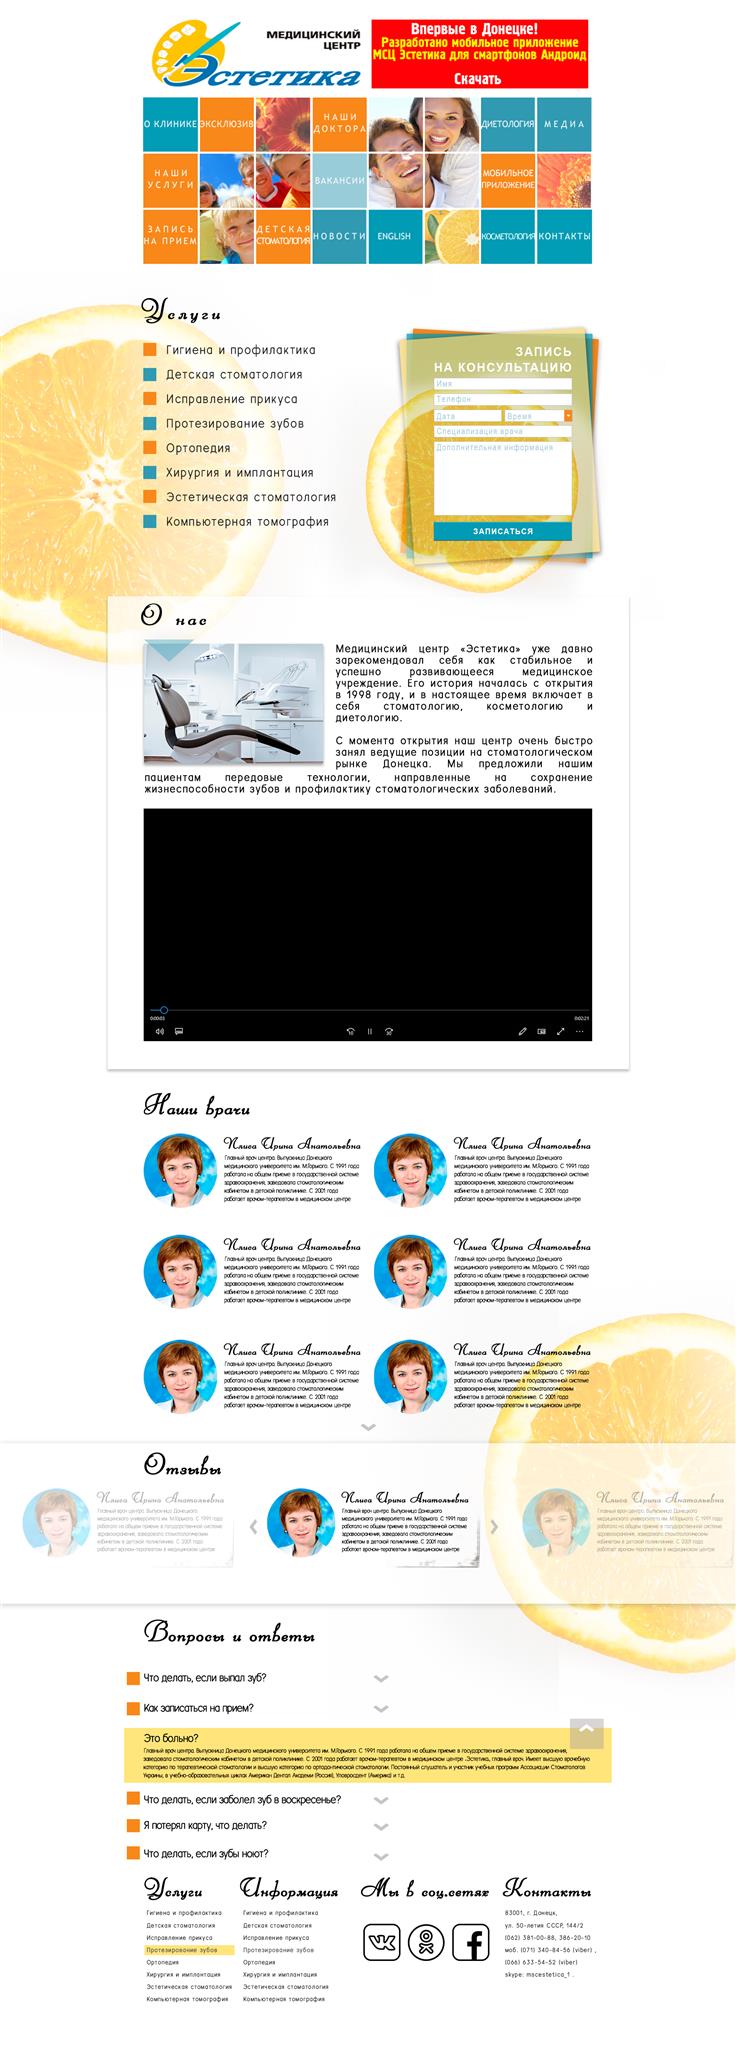 МЕДИЦИНСКИЙ
ЦЕНТР
Эстетика
Впервые в Донецке!
Разработано мобильное приложение
МСЦ Эстетика для смартфонов Андроид
Скачать
О КЛИНИКЕ
ЭКСКЛЮЗИВ
НАШИ
ДОКТОРА
ДИЕТОЛОГИЯ
МЕДИА
НАШИ
УСЛУГИ
ВАКАНСИИ
МОБИЛЬНОЕ
ПРИЛОЖЕНИЕ
ЗАПИСЬ
НА ПРИЕМ
ДЕТСКАЯ
СТОМАТОЛОГИЯ
НОВОСТИ
ENGLISH
КОСМЕТОЛОГИЯ
КОНТАКТЫ
Услуги
Гигиена и профилактика
Детская стоматология
Исправление прикуса
Протезирование зубов
Ортопедия
Хирургия и имплантация
Эстетическая стоматология
Компьютерная томография
ЗАПИСЬ
НА КОНСУЛЬТАЦИЮ
Имя
Телефон
Дата
Время
Специализация врача
Дополнительная информация
ЗАПИСАТЬСЯ
О нас
Медицинский центр «Эстетика» уже давно
зарекомендовал себя как стабильное и
успешно развивающееся медицинское
учреждение. Его история началась с открытия
в 1998 году, и в настоящее время включает в
себя стоматологию, косметологию и
диетологию.
С момента открытия наш центр очень быстро
занял ведущие позиции на стоматологическом
рынке Донецка. Мы предложили нашим
пациентам передовые технологии, направленные на сохранение
жизнеспособности зубов и профилактику стоматологических заболеваний.
0:00:03
0:02:21
Наши врачи
Плиса Ирина Анатольевна
Главный врач центра. Выпускница Донецкого
медицинского университета им. М.Горького. С 1991 года
работала на общем приеме в государственной системе
здравоохранения, заведовала стоматологическим
кабинетом в детской поликлинике. С 2001 года
работает врачом-терапевтом в медицинском центре
Плиса Ирина Анатольевна
Главный врач центра. Выпускница Донецкого
медицинского университета им. М.Горького. С 1991 года
работала на общем приеме в государственной системе
здравоохранения, заведовала стоматологическим
кабинетом в детской поликлинике. С 2001 года
работает врачом-терапевтом в медицинском центре
Плиса Ирина Анатольевна
Главный врач центра. Выпускница Донецкого
медицинского университета им. М.Горького. С 1991 года
работала на общем приеме в государственной системе
здравоохранения, заведовала стоматологическим
кабинетом в детской поликлинике. С 2001 года
работает врачом-терапевтом в медицинском центре
Плиса Ирина Анатольевна
Главный врач центра. Выпускница Донецкого
медицинского университета им. М.Горького. С 1991 года
работала на общем приеме в государственной системе
здравоохранения, заведовала стоматологическим
кабинетом в детской поликлинике. С 2001 года
работает врачом-терапевтом в медицинском центре
Плиса Ирина Анатольевна
Главный врач центра. Выпускница Донецкого
медицинского университета им. М.Горького. С 1991 года
работала на общем приеме в государственной системе
здравоохранения, заведовала стоматологическим
кабинетом в детской поликлинике. С 2001 года
работает врачом-терапевтом в медицинском центре
Плиса Ирина Анатольевна
Главный врач центра. Выпускница Донецкого
медицинского университета им. М.Горького. С 1991 года
работала на общем приеме в государственной системе
здравоохранения, заведовала стоматологическим
кабинетом в детской поликлинике. С 2001 года
работает врачом-терапевтом в медицинском центре
Отзывы
Плиса Ирина Анатольевна
Главный врач центра. Выпускница Донецкого
медицинского университета им. М.Горького. С 1991 года
работала на общем приеме в государственной системе
здравоохранения, заведовала стоматологическим
кабинетом в детской поликлинике. С 2001 года
работает врачом-терапевтом в медицинском центре
Плиса Ирина Анатольевна
Главный врач центра. Выпускница Донецкого
медицинского университета им. М.Горького. С 1991 года
работала на общем приеме в государственной системе
здравоохранения, заведовала стоматологическим
кабинетом в детской поликлинике. С 2001 года
работает врачом-терапевтом в медицинском центре
Плиса Ирина Анатольевна
Главный врач центра. Выпускница Донецкого
медицинского университета им. М.Горького. С 1991 года
работала на общем приеме в государственной системе
здравоохранения, заведовала стоматологическим
кабинетом в детской поликлинике. С 2001 года
работает врачом-терапевтом в медицинском центре
Вопросы и ответы
Что делать, если выпал зуб?
Как записаться на прием?
Это больно?
Главный врач центра. Выпускница Донецкого медицинского университета им. М.Горького. С 1991 года работала на общем приеме в государственной системе здравоохранения,
заведовала стоматологическим кабинетом в детской поликлинике. С 2001 года работает врачом-терапевтом в медицинском центре «Эстетика», главный врач. Имеет высшую врачебную
категорию по терапевтической стоматологии и высшую категорию по ортодонтической стоматологии. Постоянный слушатель и участник учебных программ Ассоциации Стоматологов
Украины, в учебно-образовательных циклах Американ Дентал Академи (Россия), (Америка) и т.д.
Что делать, если заболел зуб в воскресенье?
Я потерял карту, что делать?
Что делать, если зубы ноют?
Услуги
Гигиена и профилактика
Детская стоматология
Исправление прикуса
Протезирование зубов
Ортопедия
Хирургия и имплантация
Эстетическая стоматология
Компьютерная томография
Информация
Гигиена и профилактика
Детская стоматология
Исправление прикуса
Протезирование зубов
Ортопедия
Хирургия и имплантация
Эстетическая стоматология
Компьютерная томография
Мы в соц.сетях
Контакты
83001, г. Донецк,
ул. 50-летия СССР, 144/2
(062) 381-00-88, 386-20-10
моб. (071) 340-84-56 (viber) ,
(066) 633-54-52 (viber)
skype: mscestetica_1 .